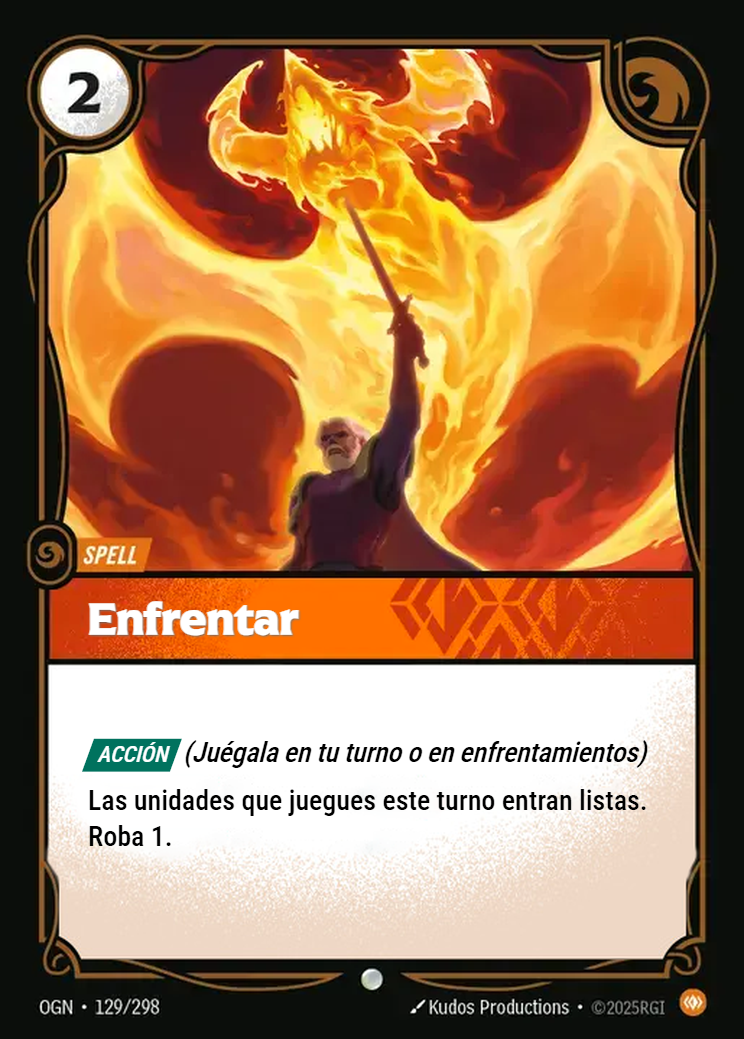 2
SPELL
Enfrentar
ACCIÓN (Juégala en tu turno o en enfrentamientos)
Las unidades que juegues este turno entran listas.
Roba 1.
OGN • 129/298
Kudos Productions • ©2025RGI